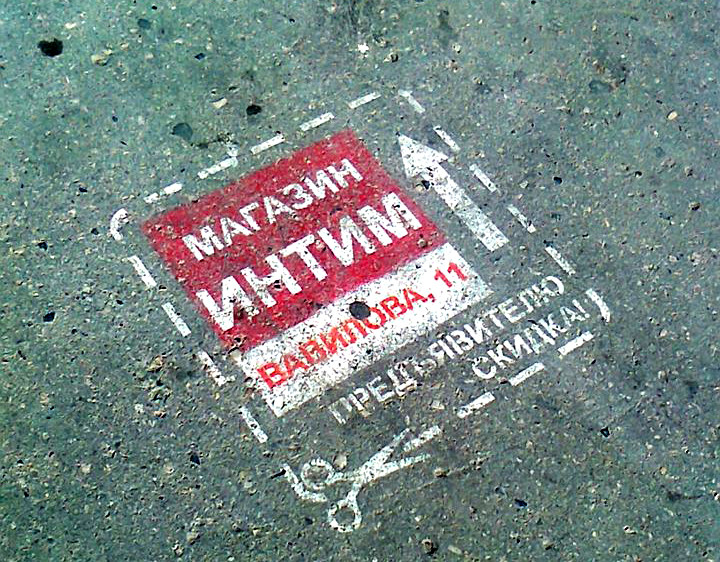 МАГАЗИН
ИНТИМ
ВАВИЛОВА, 11
ПРЕДЪЯВИТЕЛЮ
СКИДКА!